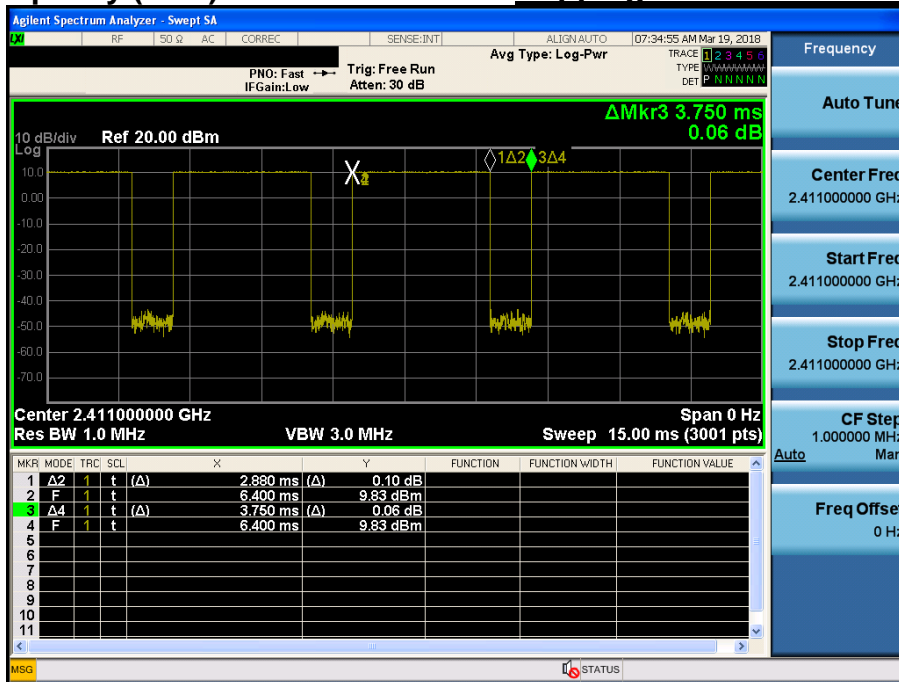 Agilent Spectrum Analyzer - Swept SA
LXI RF 50 Ω AC CORREC SENSE:INT ALIGN AUTO 07:34:55 AM Mar 19, 2018
Frequency
Avg Type: Log-Pwr
TRACE 1 2 3 4 5 6
TYPE WWWWWW
DET P N N N N N
PNO: Fast
IFGain:Low
Trig: Free Run
Atten: 30 dB
Auto Tune
ΔMkr3 3.750 ms
0.06 dB
10 dB/div Ref 20.00 dBm
Log
1Δ2 3Δ4
X
10.0
0.00
-10.0
-20.0
-30.0
-40.0
-50.0
-60.0
-70.0
Center Freq
2.411000000 GHz
Start Freq
2.411000000 GHz
Stop Freq
2.411000000 GHz
Center 2.411000000 GHz Span 0 Hz
Res BW 1.0 MHz VBW 3.0 MHz Sweep 15.00 ms (3001 pts)
CF Step
1.000000 MHz
Auto Man
MKR MODE TRC SCL X Y FUNCTION FUNCTION WIDTH FUNCTION VALUE
1 Δ2 1 t (Δ) 2.880 ms (Δ) 0.10 dB
2 F 1 t 6.400 ms 9.83 dBm
3 Δ4 1 t (Δ) 3.750 ms (Δ) 0.06 dB
4 F 1 t 6.400 ms 9.83 dBm
5
6
7
8
9
10
11
Freq Offset
0 Hz
MSG STATUS